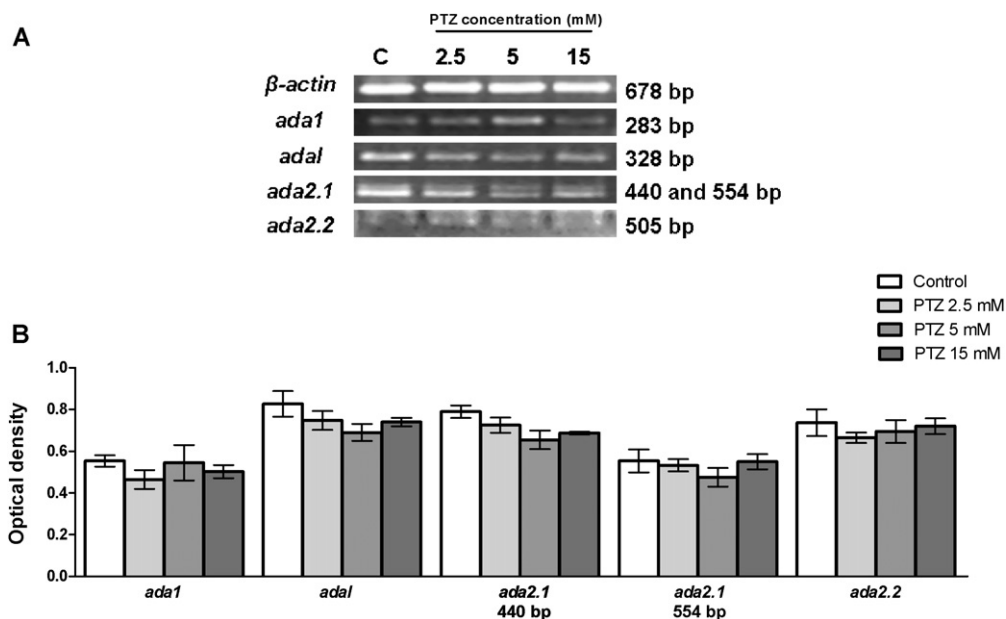 A
PTZ concentration (mM)
C 2.5 5 15
β-actin 678 bp
ada1 283 bp
adal 328 bp
ada2.1 440 and 554 bp
ada2.2 505 bp
Control
PTZ 2.5 mM
PTZ 5 mM
PTZ 15 mM
B
Optical density
1.0
0.8
0.6
0.4
0.2
0.0
ada1 adal ada2.1 ada2.1 ada2.2
440 bp 554 bp